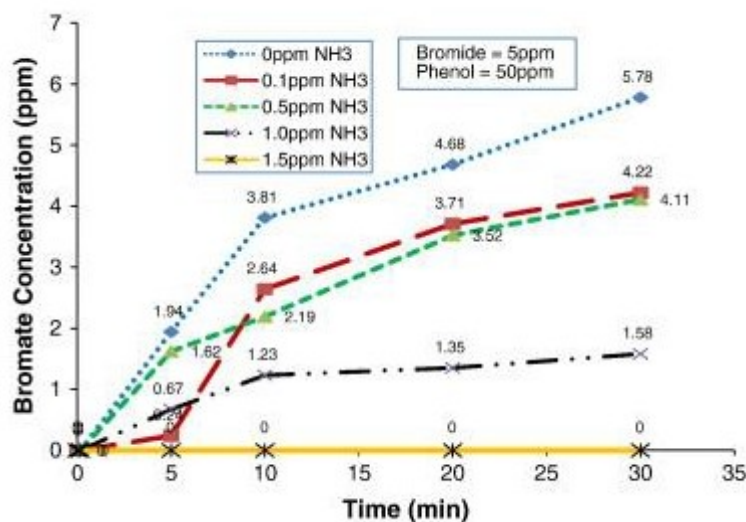 7
6
5
4
3
2
1
0
Bromate Concentration (ppm)
0ppm NH3
0.1ppm NH3
0.5ppm NH3
1.0ppm NH3
1.5ppm NH3
Bromide = 5ppm
Phenol = 50ppm
5.78
4.68
4.22
4.11
3.81
3.71
3.52
2.64
2.19
1.94
1.62
1.58
1.35
1.23
0.67
0
0
0
0
0 5 10 15 20 25 30 35
Time (min)